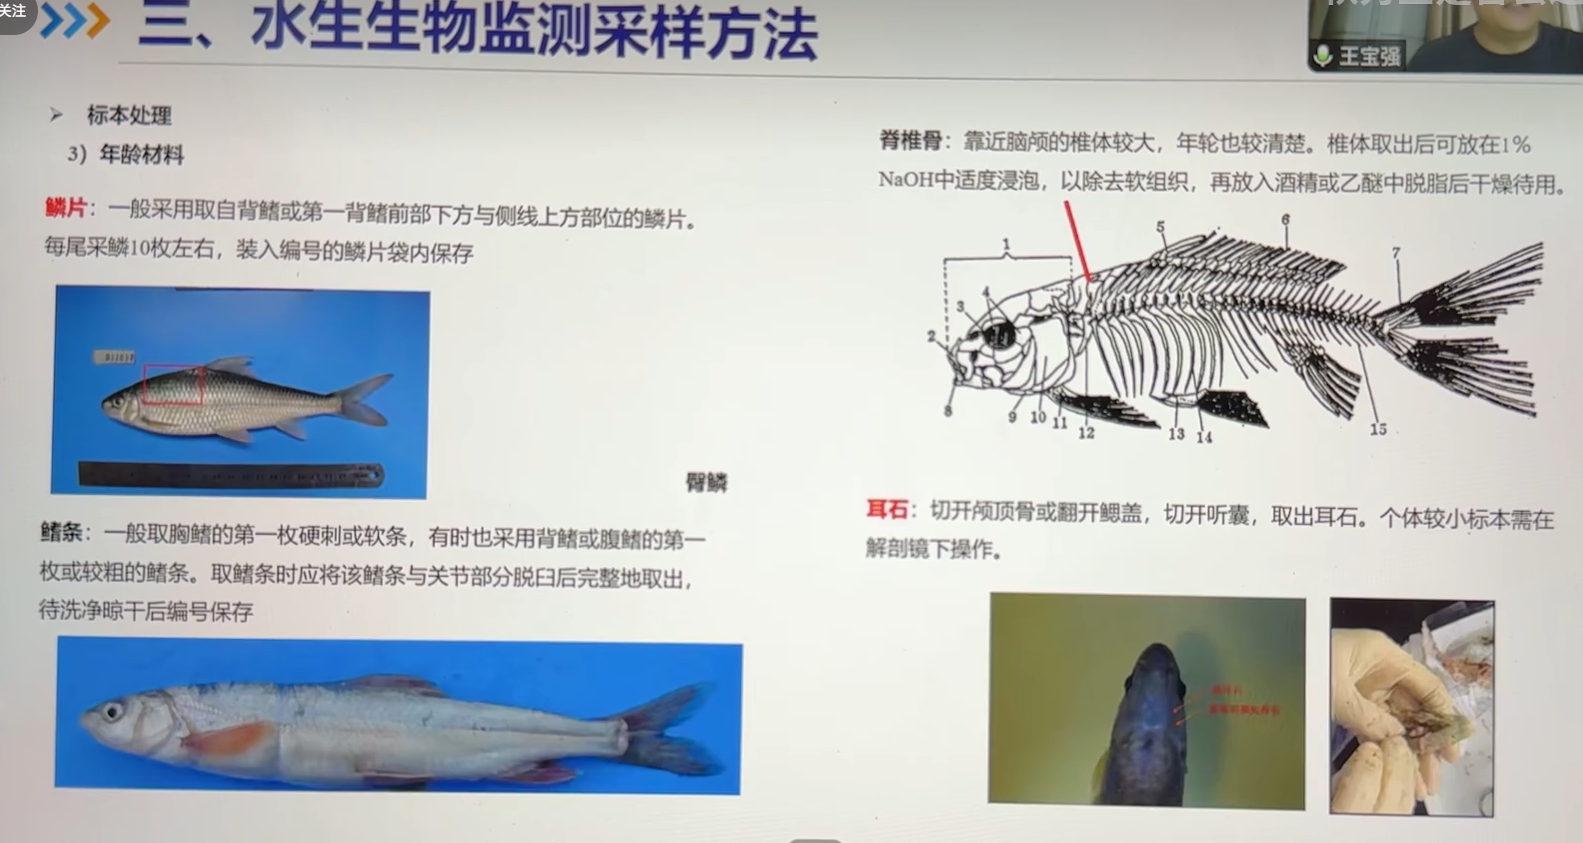 关注
三、水生生物监测采样方法
王宝强
➢ 标本处理
3）年龄材料
鳞片：一般采用取自背鳍或第一背鳍前部下方与侧线上方部位的鳞片。
每尾采鳞10枚左右，装入编号的鳞片袋内保存
臀鳞
鳍条：一般取胸鳍的第一枚硬刺或软条，有时也采用背鳍或腹鳍的第一
枚或较粗的鳍条。取鳍条时应将该鳍条与关节部分脱臼后完整地取出，
待洗净晾干后编号保存
脊椎骨：靠近脑颅的椎体较大，年轮也较清楚。椎体取出后可放在1%
NaOH中适度浸泡，以除去软组织，再放入酒精或乙醚中脱脂后干燥待用。
1
2
3
4
5
6
7
8
9
10
11
12
13
14
15
耳石：切开颅顶骨或翻开鳃盖，切开听囊，取出耳石。个体较小标本需在
解剖镜下操作。